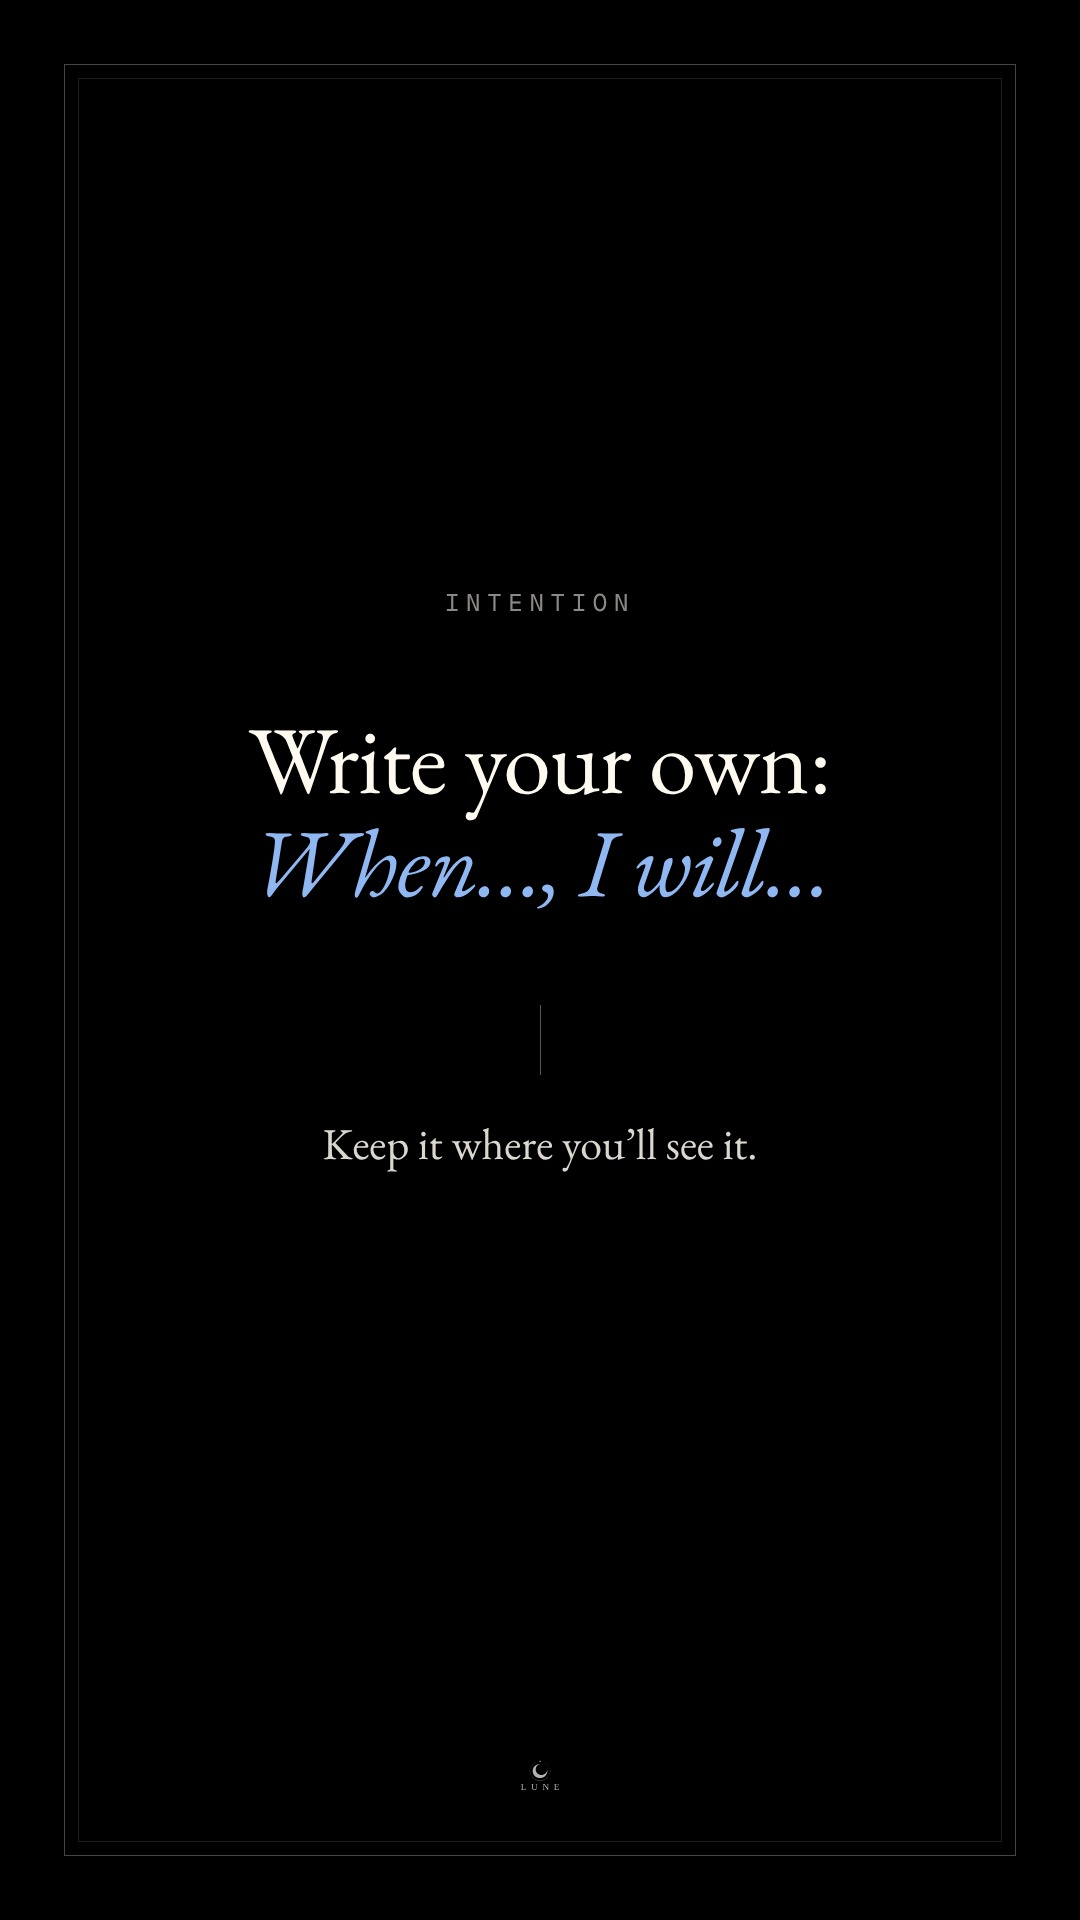 INTENTION
Write your own:
When…, I will…
Keep it where you’ll see it.
LUNE